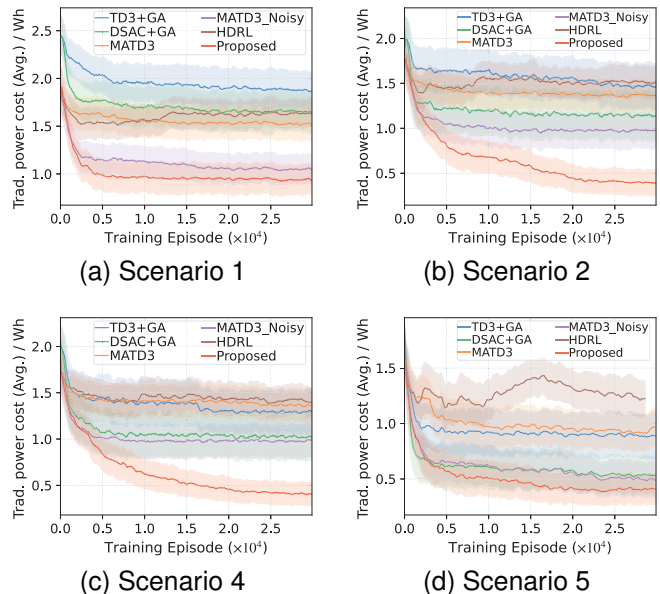 TD3+GA MATD3_Noisy
DSAC+GA HDRL
MATD3 Proposed
Trad. power cost (Avg.) / Wh
2.5
2.0
1.5
1.0
0.0 0.5 1.0 1.5 2.0 2.5
Training Episode (×10⁴)
(a) Scenario 1
TD3+GA MATD3_Noisy
DSAC+GA HDRL
MATD3 Proposed
Trad. power cost (Avg.) / Wh
2.0
1.5
1.0
0.5
0.0 0.5 1.0 1.5 2.0 2.5
Training Episode (×10⁴)
(b) Scenario 2
TD3+GA MATD3_Noisy
DSAC+GA HDRL
MATD3 Proposed
Trad. power cost (Avg.) / Wh
2.0
1.5
1.0
0.5
0.0 0.5 1.0 1.5 2.0 2.5
Training Episode (×10⁴)
(c) Scenario 4
TD3+GA MATD3_Noisy
DSAC+GA HDRL
MATD3 Proposed
Trad. power cost (Avg.) / Wh
1.5
1.0
0.5
0.0 0.5 1.0 1.5 2.0 2.5
Training Episode (×10⁴)
(d) Scenario 5